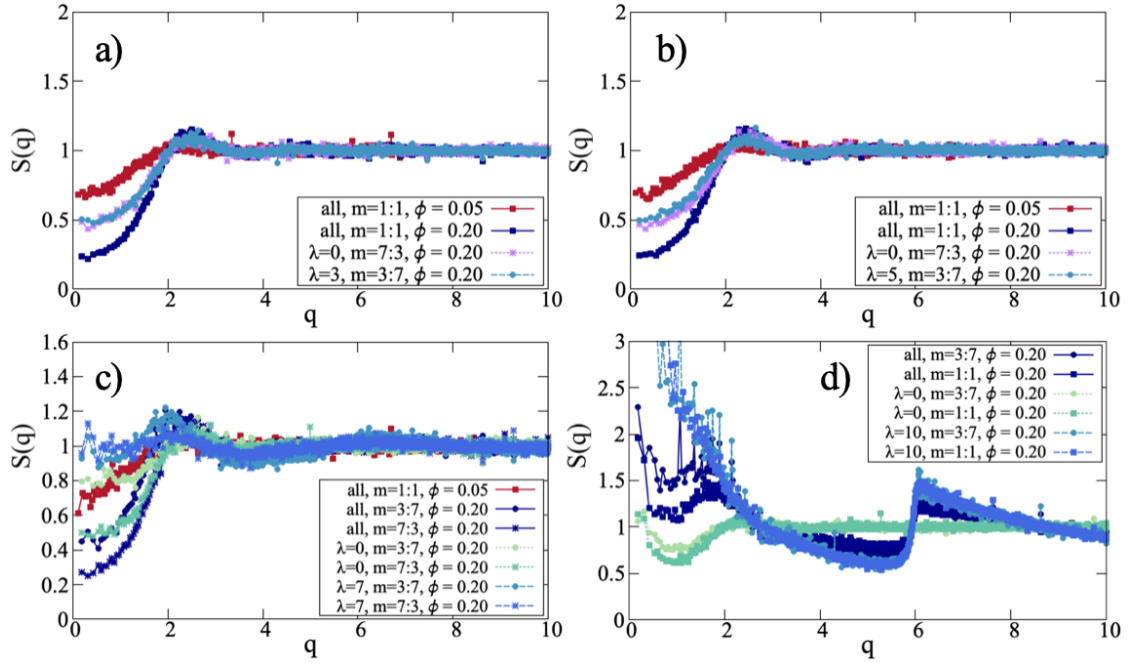 a)
S(q)
2
1.5
1
0.5
0
0 2 4 6 8 10
q
all, m=1:1, ϕ = 0.05
all, m=1:1, ϕ = 0.20
λ=0, m=7:3, ϕ = 0.20
λ=3, m=3:7, ϕ = 0.20
b)
S(q)
2
1.5
1
0.5
0
0 2 4 6 8 10
q
all, m=1:1, ϕ = 0.05
all, m=1:1, ϕ = 0.20
λ=0, m=7:3, ϕ = 0.20
λ=5, m=3:7, ϕ = 0.20
c)
S(q)
1.6
1.4
1.2
1
0.8
0.6
0.4
0.2
0
0 2 4 6 8 10
q
all, m=1:1, ϕ = 0.05
all, m=3:7, ϕ = 0.20
all, m=7:3, ϕ = 0.20
λ=0, m=3:7, ϕ = 0.20
λ=0, m=7:3, ϕ = 0.20
λ=7, m=3:7, ϕ = 0.20
λ=7, m=7:3, ϕ = 0.20
d)
S(q)
3
2.5
2
1.5
1
0.5
0
0 2 4 6 8 10
q
all, m=3:7, ϕ = 0.20
all, m=1:1, ϕ = 0.20
λ=0, m=3:7, ϕ = 0.20
λ=0, m=1:1, ϕ = 0.20
λ=10, m=3:7, ϕ = 0.20
λ=10, m=1:1, ϕ = 0.20